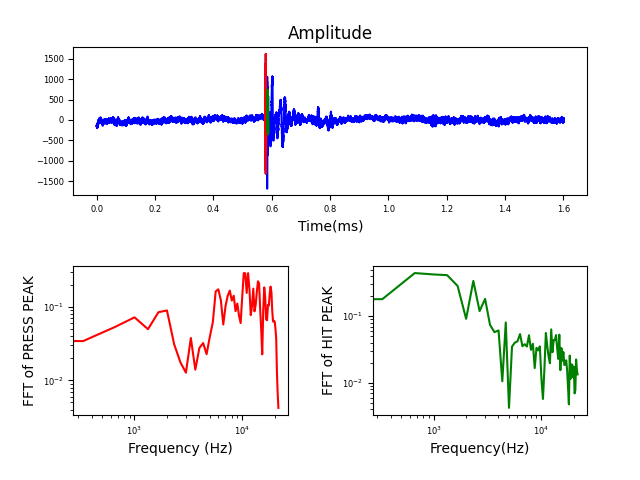 Amplitude
1500
1000
500
0
−500
−1000
−1500
0.0 0.2 0.4 0.6 0.8 1.0 1.2 1.4 1.6
Time(ms)
FFT of PRESS PEAK
10⁻¹
10⁻²
10³ 10⁴
Frequency (Hz)
FFT of HIT PEAK
10⁻¹
10⁻²
10³ 10⁴
Frequency(Hz)